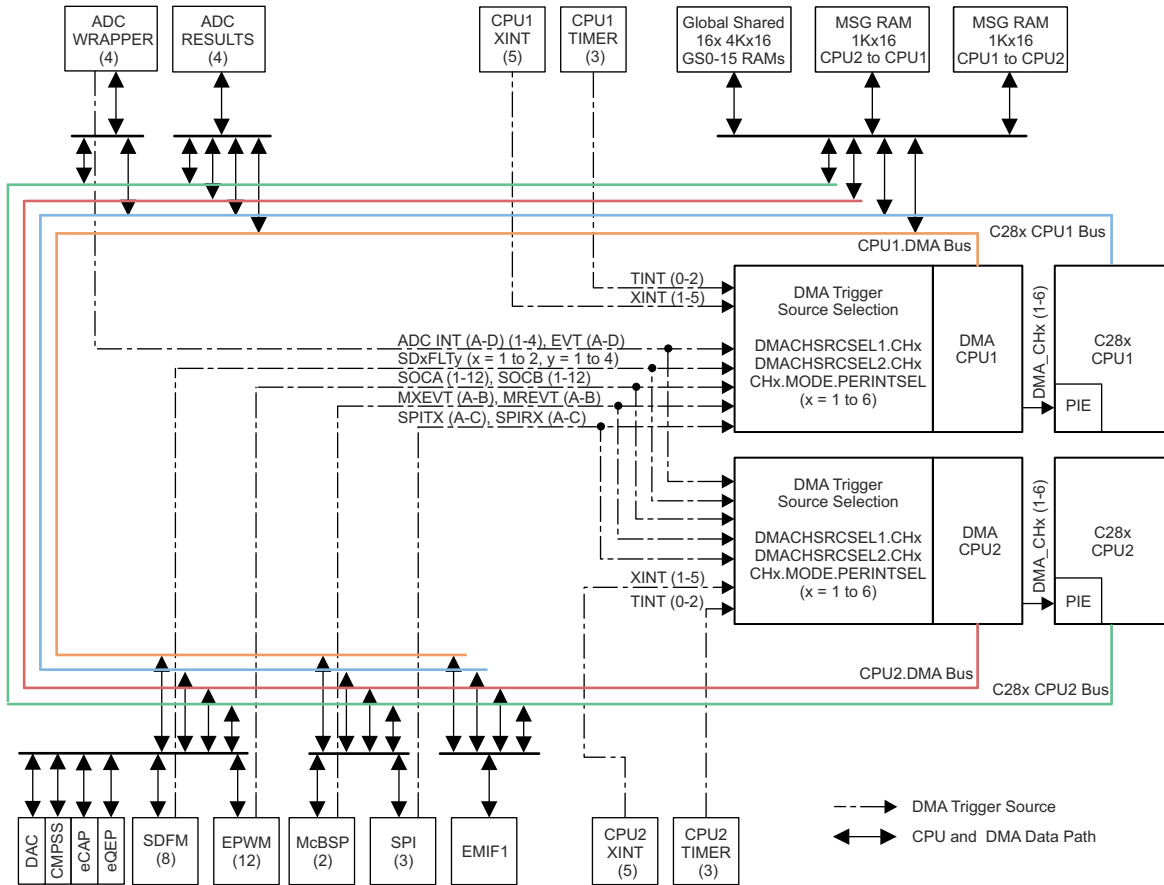 ADC
WRAPPER
(4)
ADC
RESULTS
(4)
CPU1
XINT
(5)
CPU1
TIMER
(3)
Global Shared
16x 4Kx16
GS0-15 RAMs
MSG RAM
1Kx16
CPU2 to CPU1
MSG RAM
1Kx16
CPU1 to CPU2
C28x CPU1 Bus
CPU1.DMA Bus
TINT (0-2)
XINT (1-5)
ADC INT (A-D) (1-4), EVT (A-D)
SDxFLTy (x = 1 to 2, y = 1 to 4)
SOCA (1-12), SOCB (1-12)
MXEVT (A-B), MREVT (A-B)
SPITX (A-C), SPIRX (A-C)
DMA Trigger
Source Selection
DMACHSRCSEL1.CHx
DMACHSRCSEL2.CHx
CHx.MODE.PERINTSEL
(x = 1 to 6)
DMA
CPU1
DMA_CHx (1-6)
C28x
CPU1
PIE
DMA Trigger
Source Selection
DMACHSRCSEL1.CHx
DMACHSRCSEL2.CHx
CHx.MODE.PERINTSEL
(x = 1 to 6)
DMA
CPU2
DMA_CHx (1-6)
C28x
CPU2
PIE
XINT (1-5)
TINT (0-2)
CPU2.DMA Bus
C28x CPU2 Bus
DAC
CMPSS
eCAP
eQEP
SDFM
(8)
EPWM
(12)
McBSP
(2)
SPI
(3)
EMIF1
CPU2
XINT
(5)
CPU2
TIMER
(3)
DMA Trigger Source
CPU and DMA Data Path